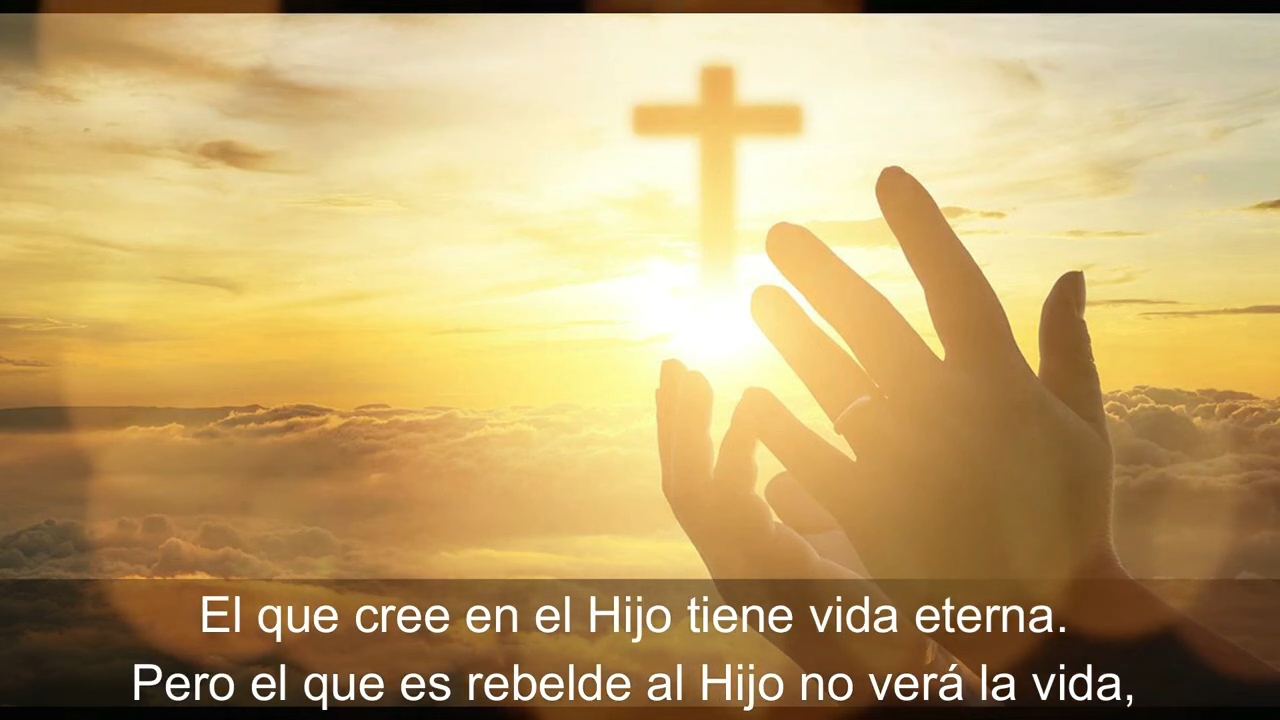 El que cree en el Hijo tiene vida eterna.
Pero el que es rebelde al Hijo no verá la vida,